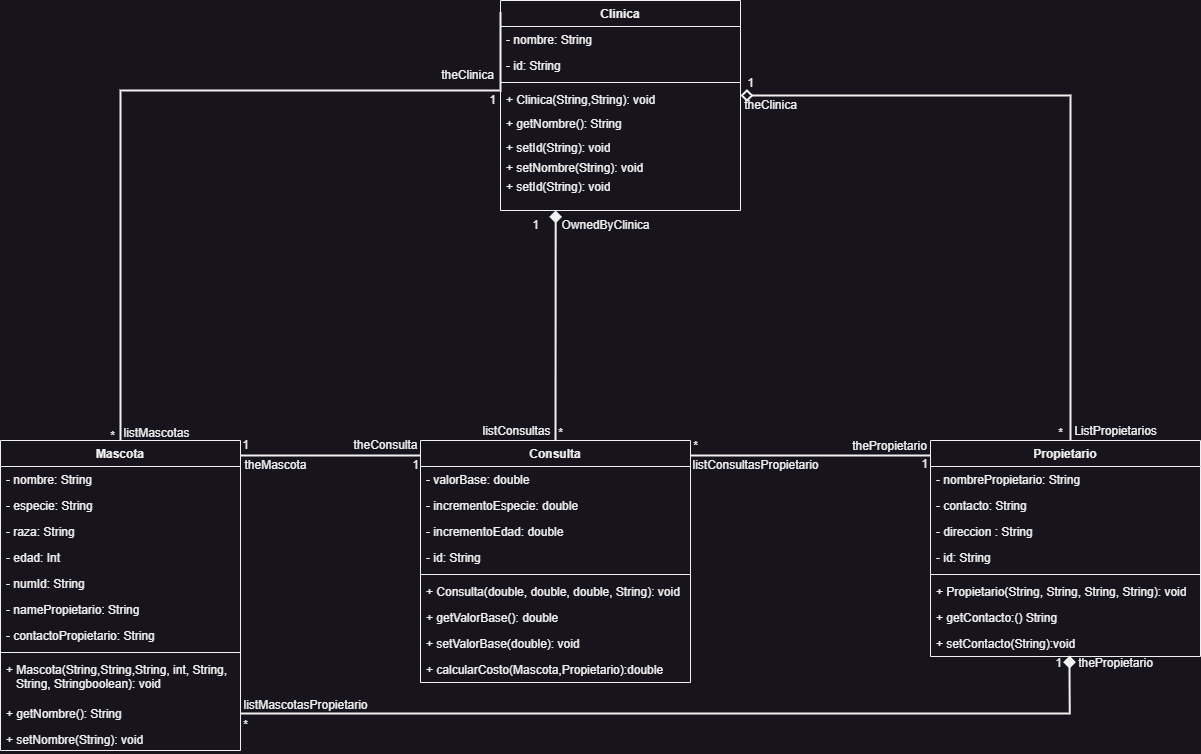 Clinica
- nombre: String
- id: String
+ Clinica(String,String): void
+ getNombre(): String
+ setId(String): void
+ setNombre(String): void
+ setId(String): void
theClinica
1
1
theClinica
1
OwnedByClinica
* listMascotas
listConsultas *
* ListPropietarios
Mascota
- nombre: String
- especie: String
- raza: String
- edad: Int
- numId: String
- namePropietario: String
- contactoPropietario: String
+ Mascota(String,String,String, int, String,
String, Stringboolean): void
+ getNombre(): String
+ setNombre(String): void
1
theMascota
theConsulta
1
Consulta
- valorBase: double
- incrementoEspecie: double
- incrementoEdad: double
- id: String
+ Consulta(double, double, double, String): void
+ getValorBase(): double
+ setValorBase(double): void
+ calcularCosto(Mascota,Propietario):double
*
listConsultasPropietario
thePropietario
1
Propietario
- nombrePropietario: String
- contacto: String
- direccion : String
- id: String
+ Propietario(String, String, String, String): void
+ getContacto:() String
+ setContacto(String):void
1 thePropietario
listMascotasPropietario
*